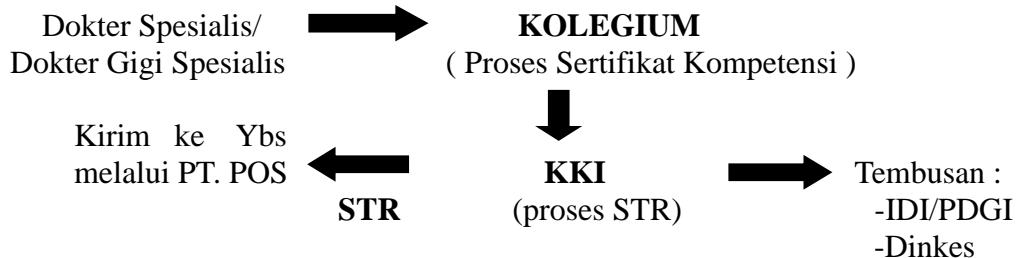 Dokter Spesialis/
Dokter Gigi Spesialis
KOLEGIUM
( Proses Sertifikat Kompetensi )
Kirim ke Ybs
melalui PT. POS
STR
KKI
(proses STR)
Tembusan :
-IDI/PDGI
-Dinkes